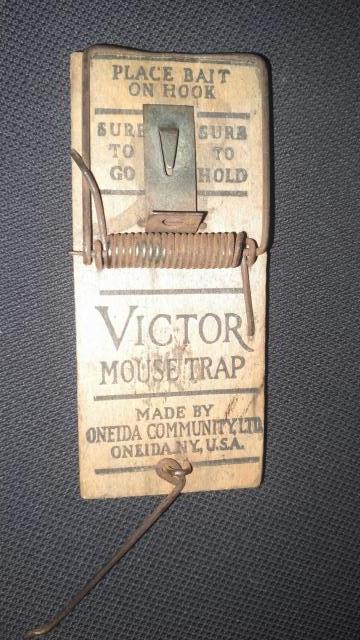 PLACE BAIT
ON HOOK
SURE SURE
TO TO
GO HOLD
VICTOR
MOUSE TRAP
MADE BY
ONEIDA COMMUNITY, LTD.
ONEIDA N.Y., U.S.A.